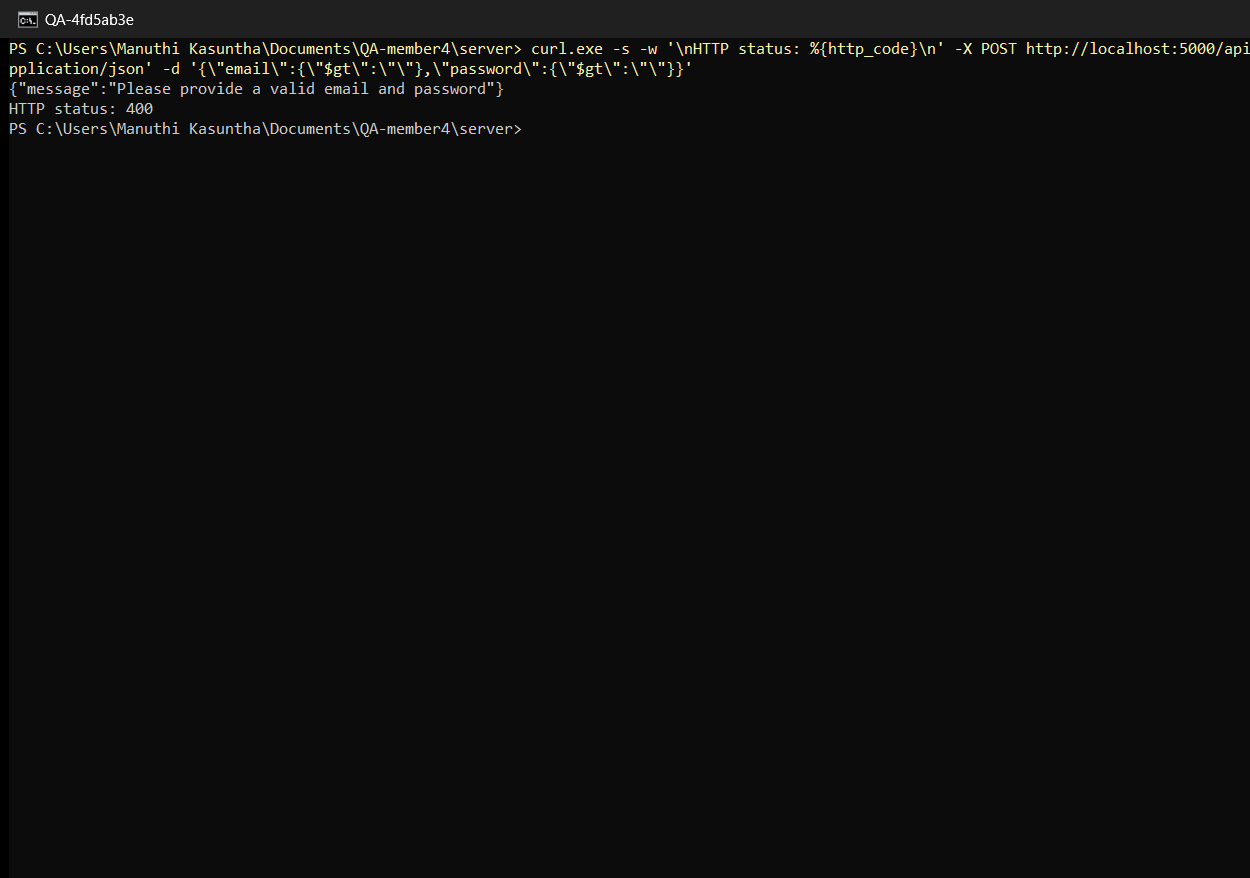 QA-4fd5ab3e
PS C:\Users\Manuthi Kasuntha\Documents\QA-member4\server> curl.exe -s -w '\nHTTP status: %{http_code}\n' -X POST http://localhost:5000/api
pplication/json' -d '{\"email\":{\"$gt\":\"\"},\"password\":{\"$gt\":\"\"}}'
{"message":"Please provide a valid email and password"}
HTTP status: 400
PS C:\Users\Manuthi Kasuntha\Documents\QA-member4\server>